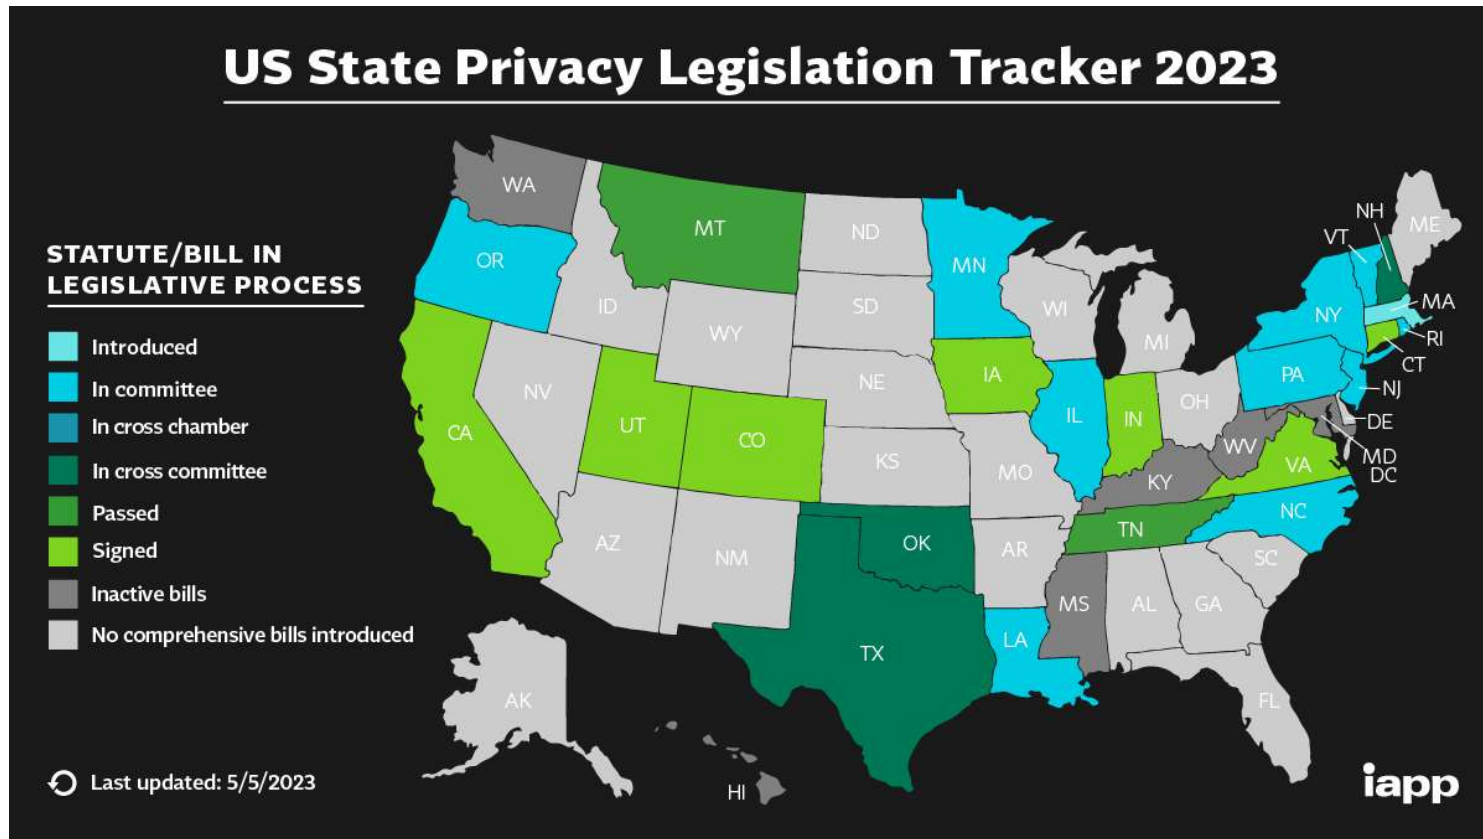 US State Privacy Legislation Tracker 2023
STATUTE/BILL IN
LEGISLATIVE PROCESS
Introduced
In committee
In cross chamber
In cross committee
Passed
Signed
Inactive bills
No comprehensive bills introduced
Last updated: 5/5/2023
WA
OR
CA
NV
ID
MT
WY
UT
CO
AZ
NM
ND
SD
NE
KS
OK
TX
MN
IA
MO
AR
LA
WI
IL
MI
IN
OH
KY
TN
MS
AL
GA
FL
SC
NC
VA
WV
PA
NY
VT
NH
ME
MA
RI
CT
NJ
DE
MD
DC
AK
HI
iapp